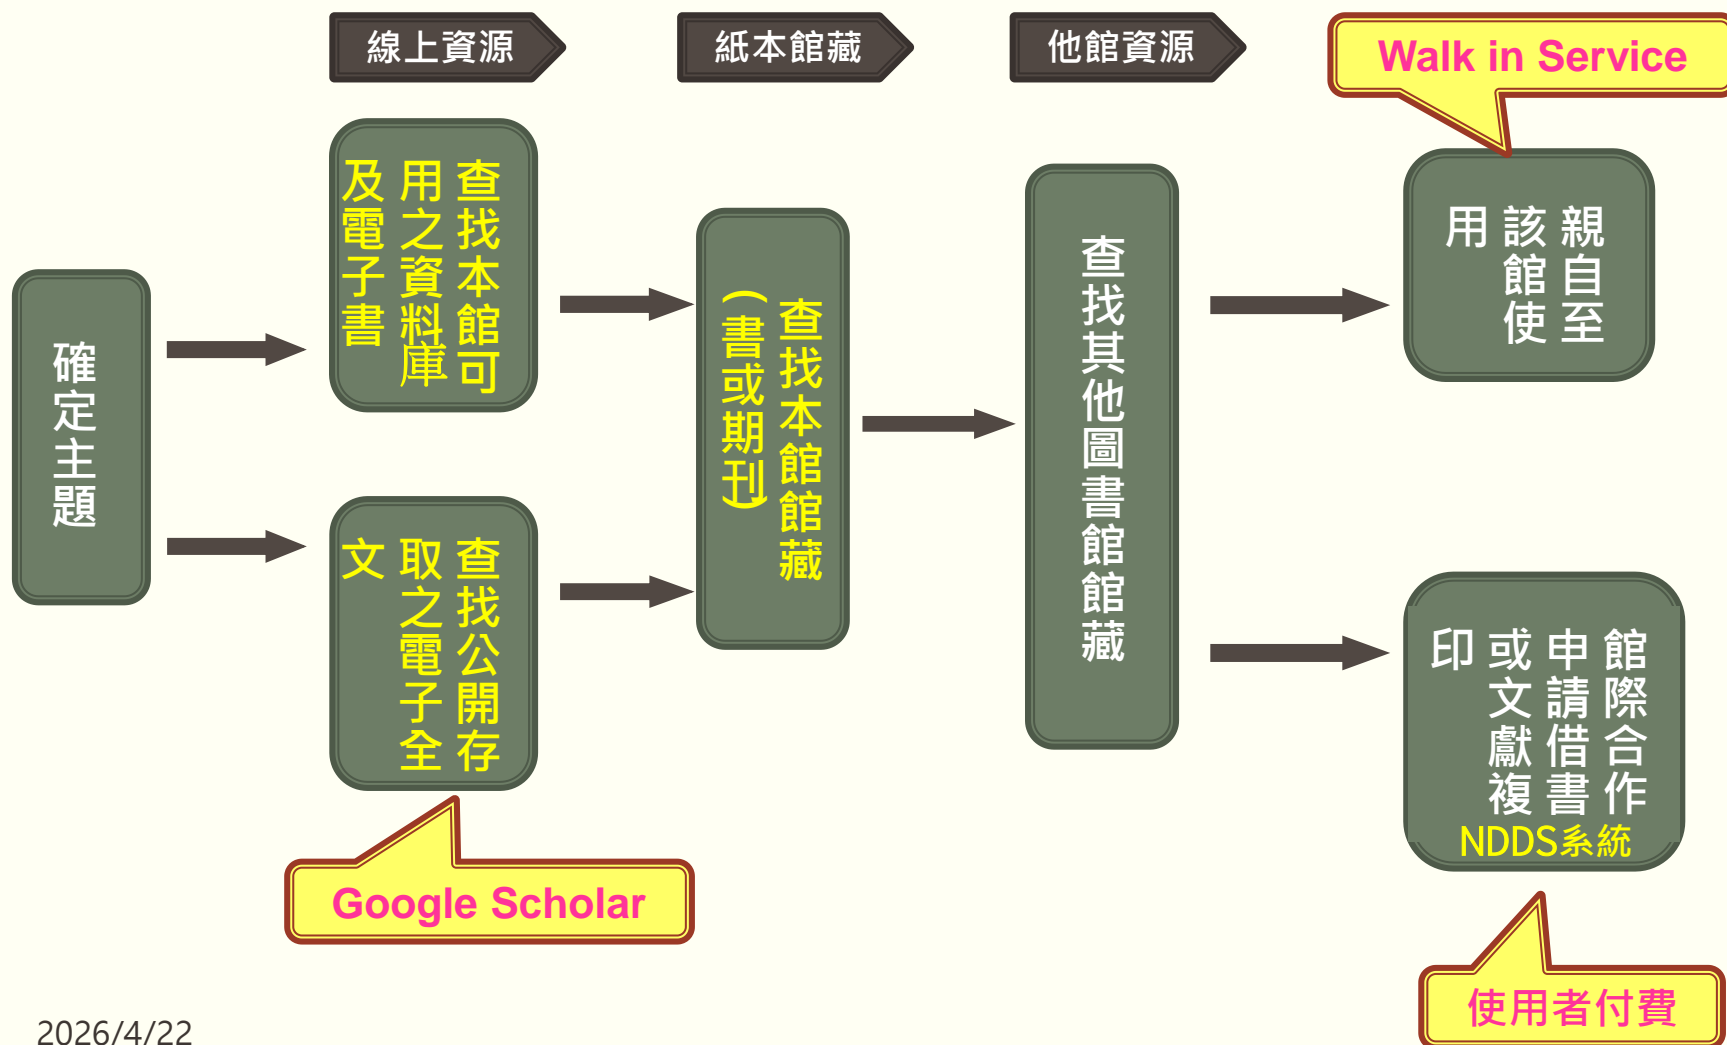 線上資源
紙本館藏
他館資源
Walk in Service
確定主題
查找本館可
用之資料庫
及電子書
查找公開存
取之電子全
文
Google Scholar
查找本館館藏
(書或期刊)
查找其他圖書館館藏
親自至
該館使
用
館際合作
申請借書
或文獻複
印
NDDS系統
使用者付費
2026/4/22